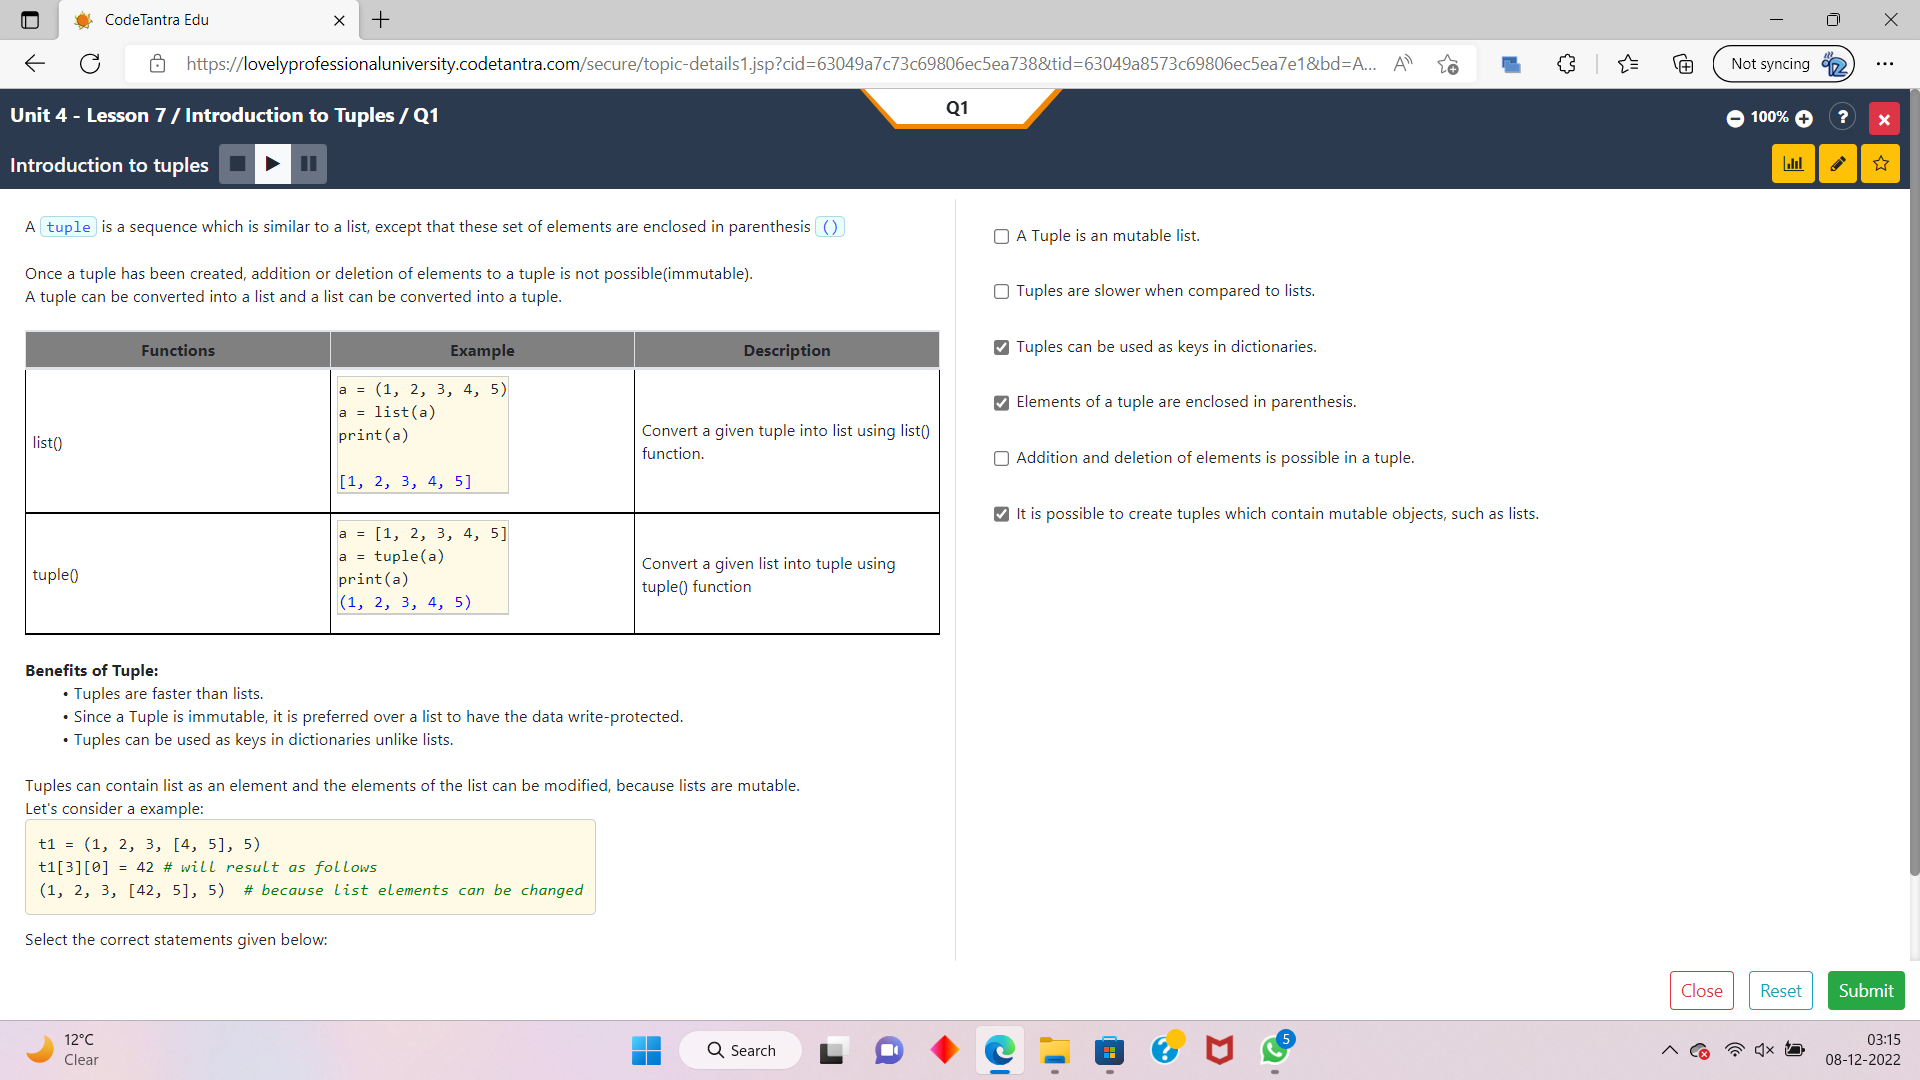 CodeTantra Edu
https://lovelyprofessionaluniversity.codetantra.com/secure/topic-details1.jsp?cid=63049a7c73c69806ec5ea738&tid=63049a8573c69806ec5ea7e1&bd=A...
Not syncing
Unit 4 - Lesson 7 / Introduction to Tuples / Q1
Q1
100%
?
Introduction to tuples
A tuple is a sequence which is similar to a list, except that these set of elements are enclosed in parenthesis ()
Once a tuple has been created, addition or deletion of elements to a tuple is not possible(immutable).
A tuple can be converted into a list and a list can be converted into a tuple.
Functions Example Description
list()
a = (1, 2, 3, 4, 5)
a = list(a)
print(a)
[1, 2, 3, 4, 5]
Convert a given tuple into list using list()
function.
tuple()
a = [1, 2, 3, 4, 5]
a = tuple(a)
print(a)
(1, 2, 3, 4, 5)
Convert a given list into tuple using
tuple() function
Benefits of Tuple:
• Tuples are faster than lists.
• Since a Tuple is immutable, it is preferred over a list to have the data write-protected.
• Tuples can be used as keys in dictionaries unlike lists.
Tuples can contain list as an element and the elements of the list can be modified, because lists are mutable.
Let's consider a example:
t1 = (1, 2, 3, [4, 5], 5)
t1[3][0] = 42 # will result as follows
(1, 2, 3, [42, 5], 5)  # because list elements can be changed
Select the correct statements given below:
A Tuple is an mutable list.
Tuples are slower when compared to lists.
Tuples can be used as keys in dictionaries.
Elements of a tuple are enclosed in parenthesis.
Addition and deletion of elements is possible in a tuple.
It is possible to create tuples which contain mutable objects, such as lists.
Close
Reset
Submit
12°C
Clear
Search
5
03:15
08-12-2022